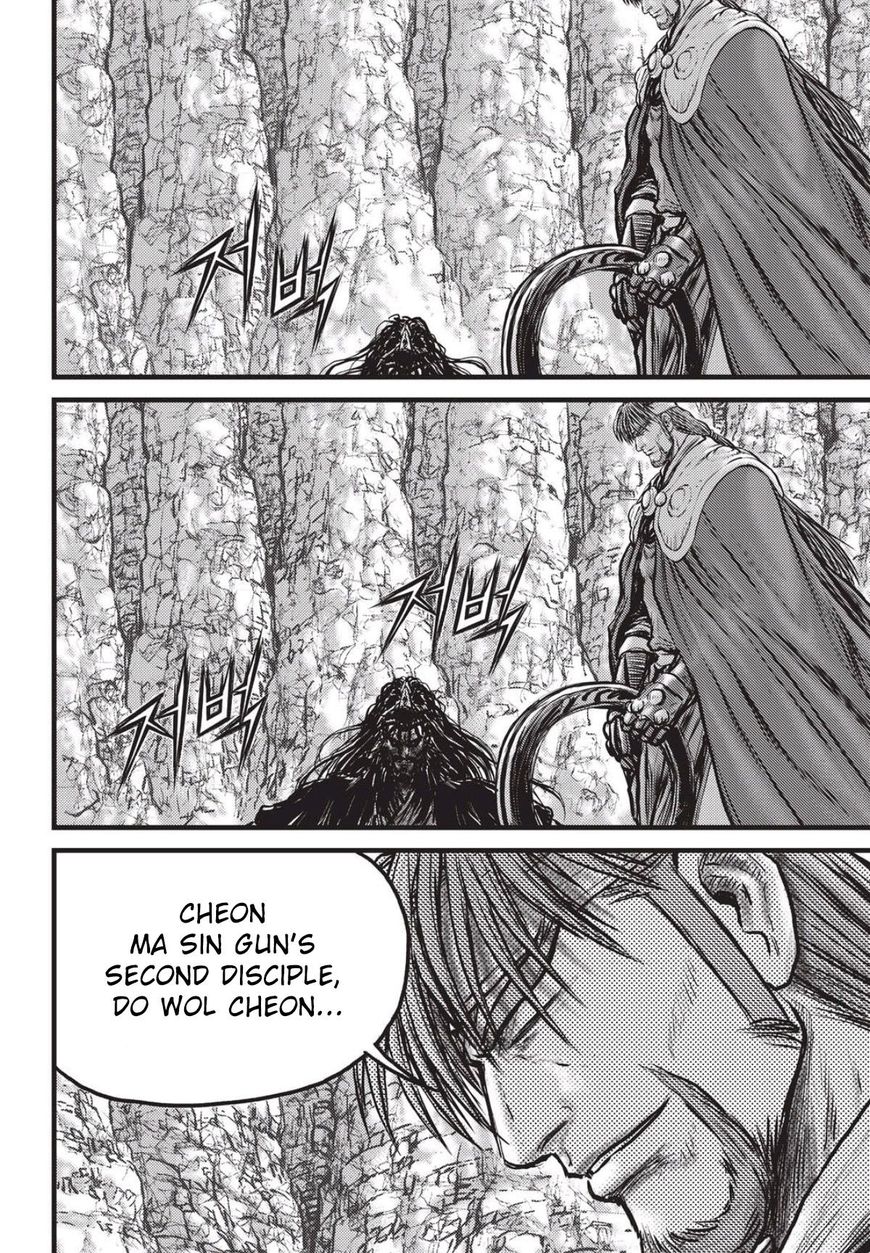 저벅
저벅
저벅
CHEON
MA SIN GUN'S
SECOND DISCIPLE,
DO WOL CHEON...